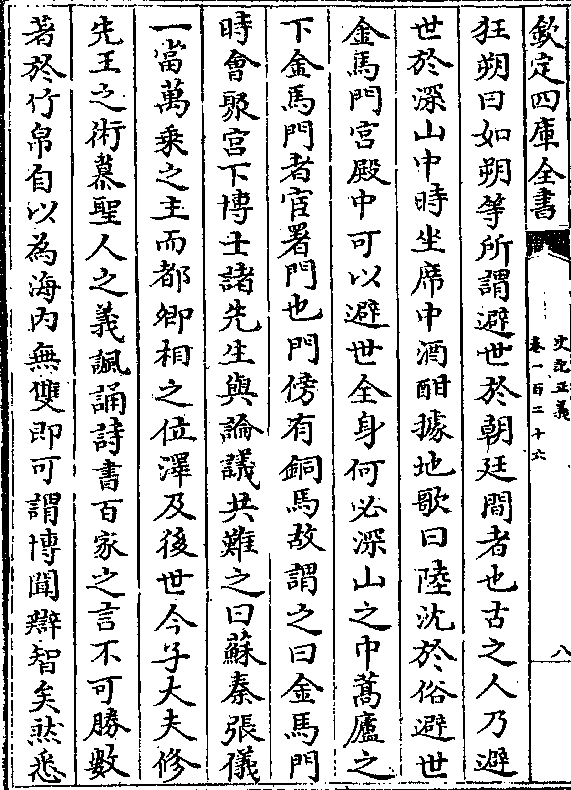 欽定四庫全書
史記正義
卷一百二十六
八
狂朔曰如朔等所謂避世於朝廷間者也古之人乃避
世於深山中時坐席中酒酣據地歌曰陸沈於俗避世
金馬門宮殿中可以避世全身何必深山之中蒿廬之
下金馬門者宦署門也門傍有銅馬故謂之曰金馬門
時會聚宮下博士諸先生與論議共難之曰蘇秦張儀
一當萬乘之主而都卿相之位澤及後世今子大夫修
先王之術慕聖人之義諷誦詩書百家之言不可勝數
著於竹帛自以為海內無雙即可謂博聞辯智矣然悉